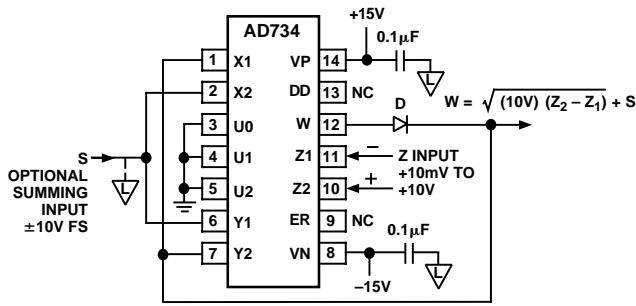 AD734
+15V
0.1µF
L
1 X1 VP 14
2 X2 DD 13 NC
3 U0 W 12
4 U1 Z1 11
5 U2 Z2 10
6 Y1 ER 9 NC
7 Y2 VN 8
D
W = √(10V) (Z2 – Z1) + S
–
Z INPUT
+10mV TO
+10V
+
S
L
OPTIONAL
SUMMING
INPUT
±10V FS
0.1µF
L
–15V